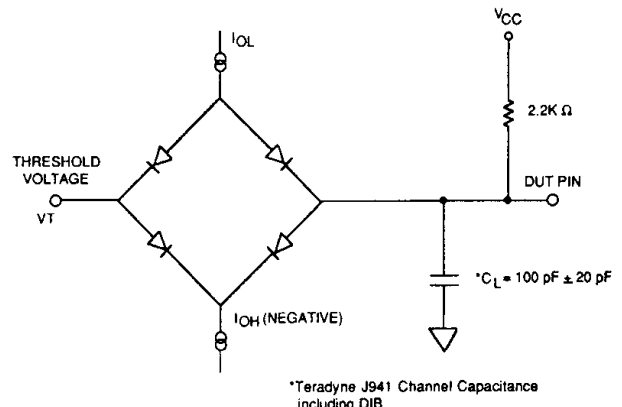 IOL
VCC
2.2K Ω
THRESHOLD
VOLTAGE
VT
DUT PIN
*CL = 100 pF ± 20 pF
IOH (NEGATIVE)
*Teradyne J941 Channel Capacitance
including DIB